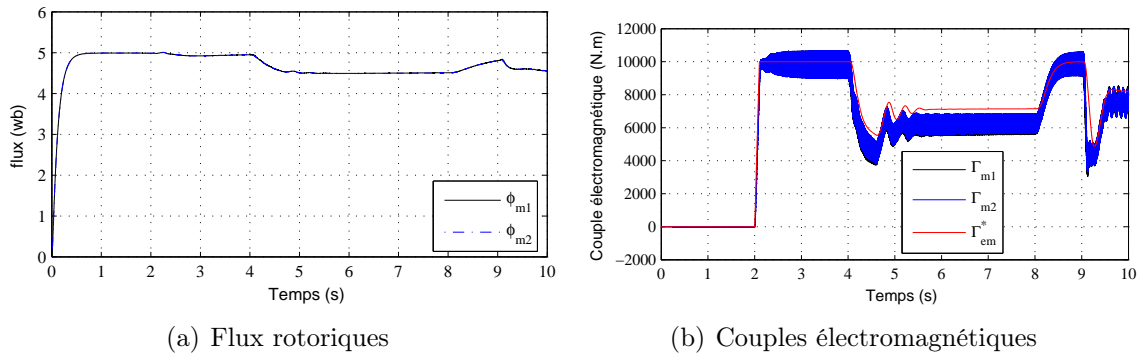 6
5
4
3
2
1
0
flux (wb)
0 1 2 3 4 5 6 7 8 9 10
Temps (s)
ϕm1
ϕm2
(a) Flux rotoriques
12000
10000
8000
6000
4000
2000
0
−2000
Couple électromagnétique (N.m)
0 1 2 3 4 5 6 7 8 9 10
Temps (s)
Γm1
Γm2
Γ*em
(b) Couples électromagnétiques